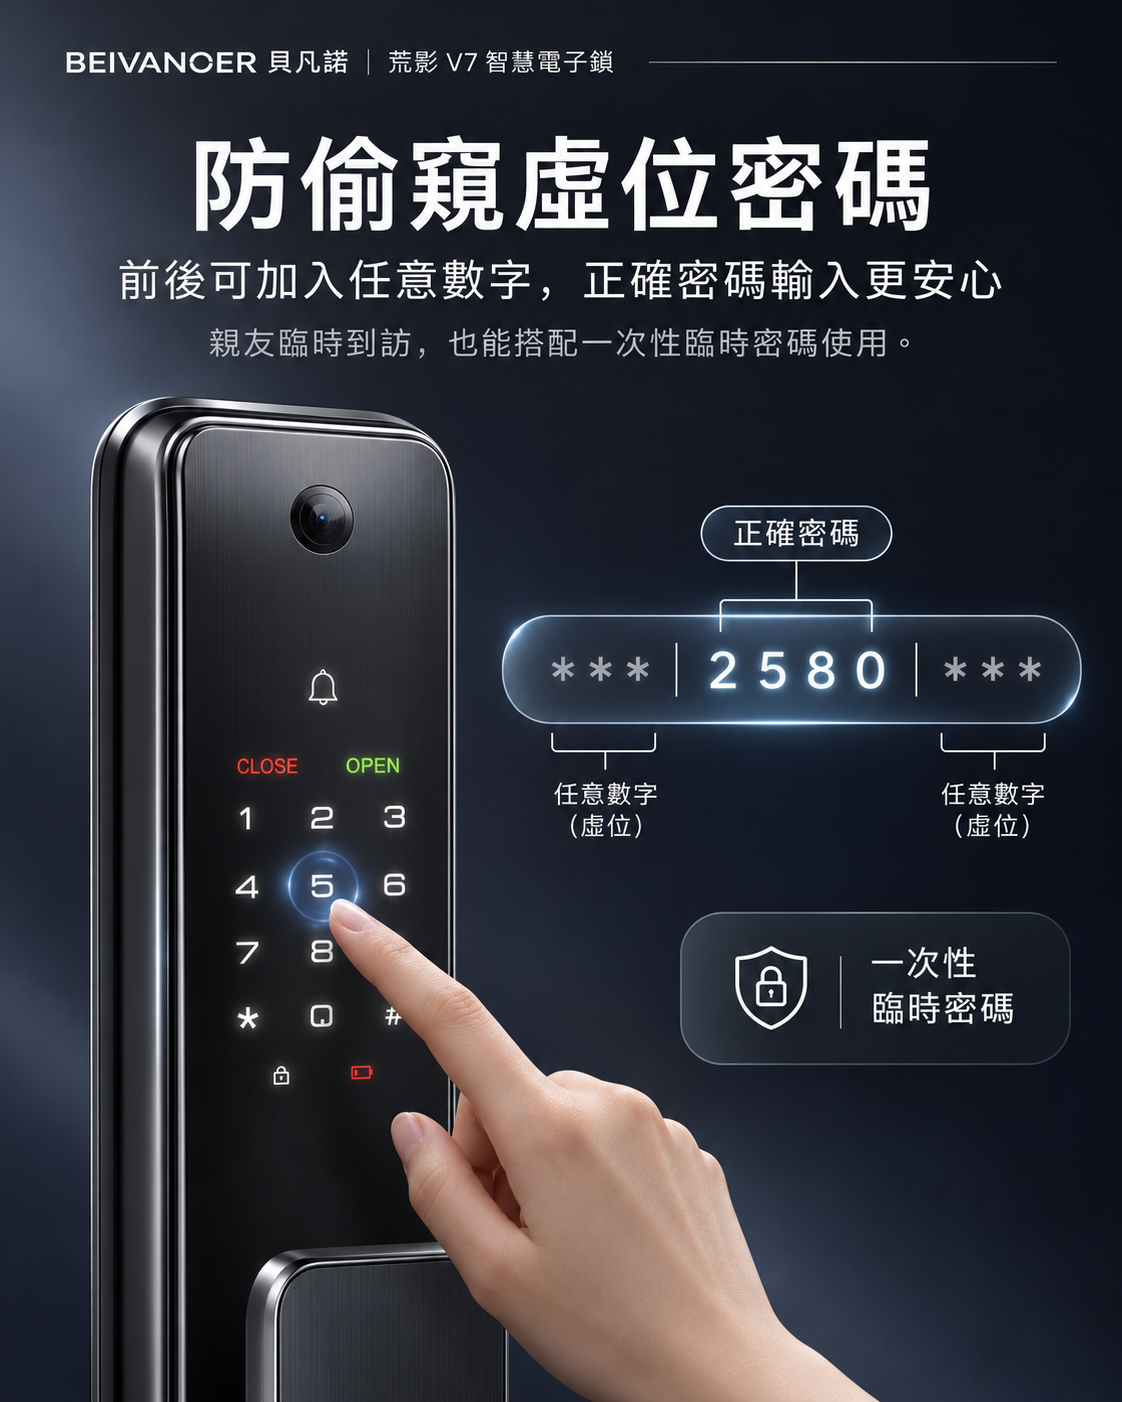 BEIVANOER 貝凡諾 | 荒影 V7 智慧電子鎖
防偷窺虛位密碼
前後可加入任意數字，正確密碼輸入更安心
親友臨時到訪，也能搭配一次性臨時密碼使用。
正確密碼
*** | 2580 | ***
任意數字
（虛位）
任意數字
（虛位）
CLOSE OPEN
1 2 3
4 5 6
7 8
* 0 #
一次性
臨時密碼